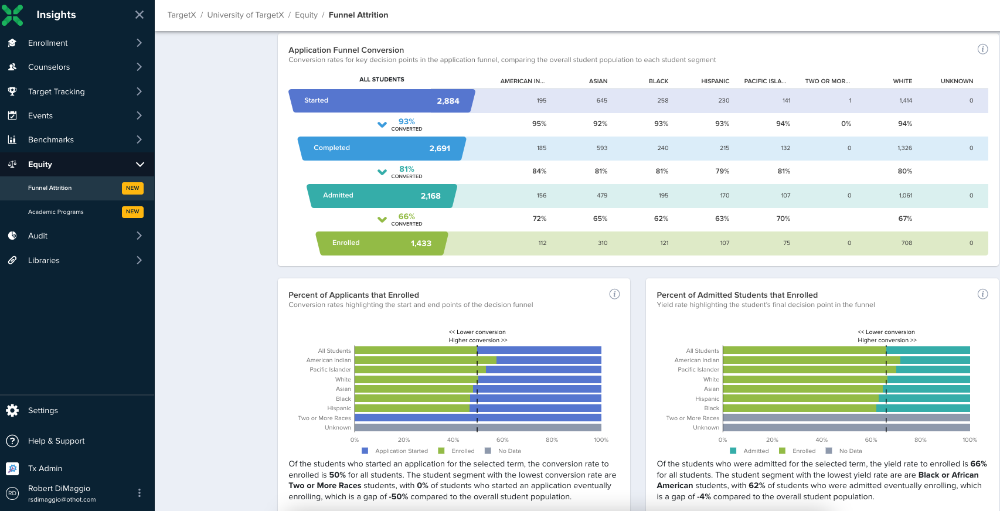 Insights
TargetX / University of TargetX / Equity / Funnel Attrition
Enrollment
Counselors
Target Tracking
Events
Benchmarks
Equity
Funnel Attrition NEW
Academic Programs NEW
Audit
Libraries
Settings
Help & Support
Tx Admin
RD
Robert DiMaggio
rsdimaggio@othot.com
Application Funnel Conversion
Conversion rates for key decision points in the application funnel, comparing the overall student population to each student segment
ALL STUDENTS AMERICAN IN... ASIAN BLACK HISPANIC PACIFIC ISLA... TWO OR MOR... WHITE UNKNOWN
Started 2,884 195 645 258 230 141 1 1,414 0
93% CONVERTED 95% 92% 93% 93% 94% 0% 94%
Completed 2,691 185 593 240 215 132 0 1,326 0
81% CONVERTED 84% 81% 81% 79% 81% 80%
Admitted 2,168 156 479 195 170 107 0 1,061 0
66% CONVERTED 72% 65% 62% 63% 70% 67%
Enrolled 1,433 112 310 121 107 75 0 708 0
Percent of Applicants that Enrolled
Conversion rates highlighting the start and end points of the decision funnel
<< Lower conversion
Higher conversion >>
All Students
American Indian
Pacific Islander
White
Asian
Black
Hispanic
Two or More Races
Unknown
0% 20% 40% 60% 80% 100%
Application Started Enrolled No Data
Of the students who started an application for the selected term, the conversion rate to
enrolled is 50% for all students. The student segment with the lowest conversion rate are
Two or More Races students, with 0% of students who started an application eventually
enrolling, which is a gap of -50% compared to the overall student population.
Percent of Admitted Students that Enrolled
Yield rate highlighting the student's final decision point in the funnel
<< Lower conversion
Higher conversion >>
All Students
American Indian
Pacific Islander
White
Asian
Hispanic
Black
Two or More Races
Unknown
0% 20% 40% 60% 80% 100%
Admitted Enrolled No Data
Of the students who were admitted for the selected term, the yield rate to enrolled is 66%
for all students. The student segment with the lowest yield rate are are Black or African
American students, with 62% of students who were admitted eventually enrolling, which
is a gap of -4% compared to the overall student population.